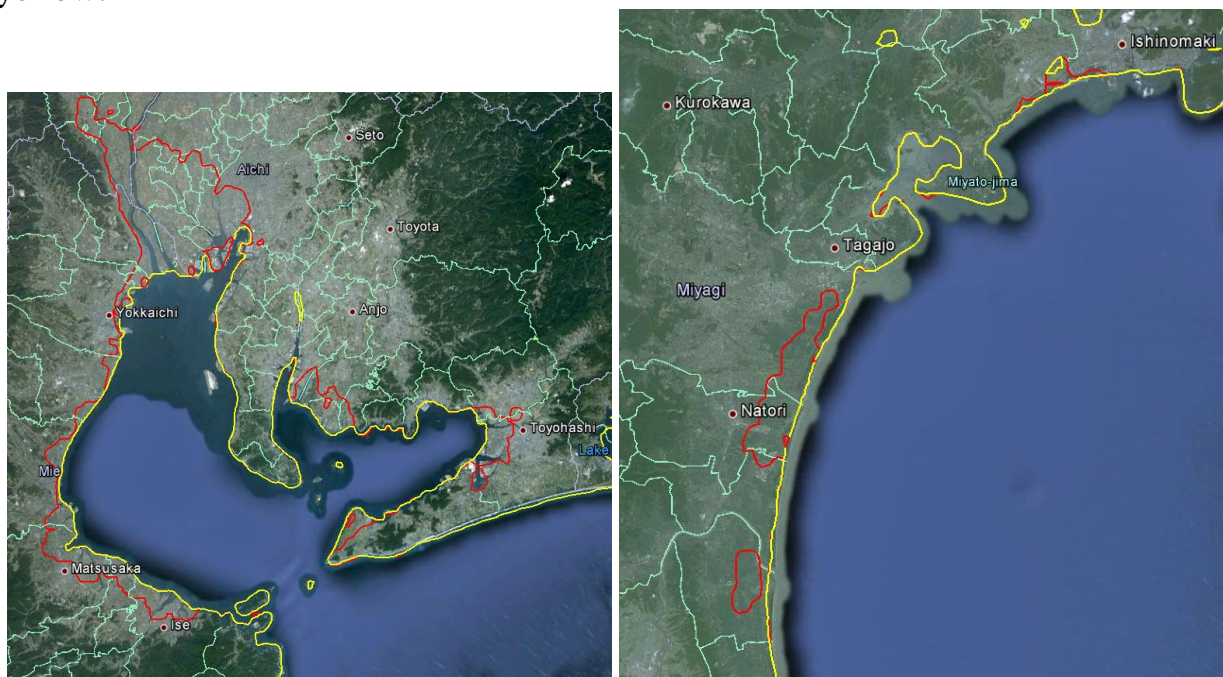 Seto
Aichi
Toyota
Yokkaichi
Anjo
Toyohashi
Lake
Mie
Matsusaka
Ise
Ishinomaki
Kurokawa
Miyato-jima
Tagajo
Miyagi
Natori